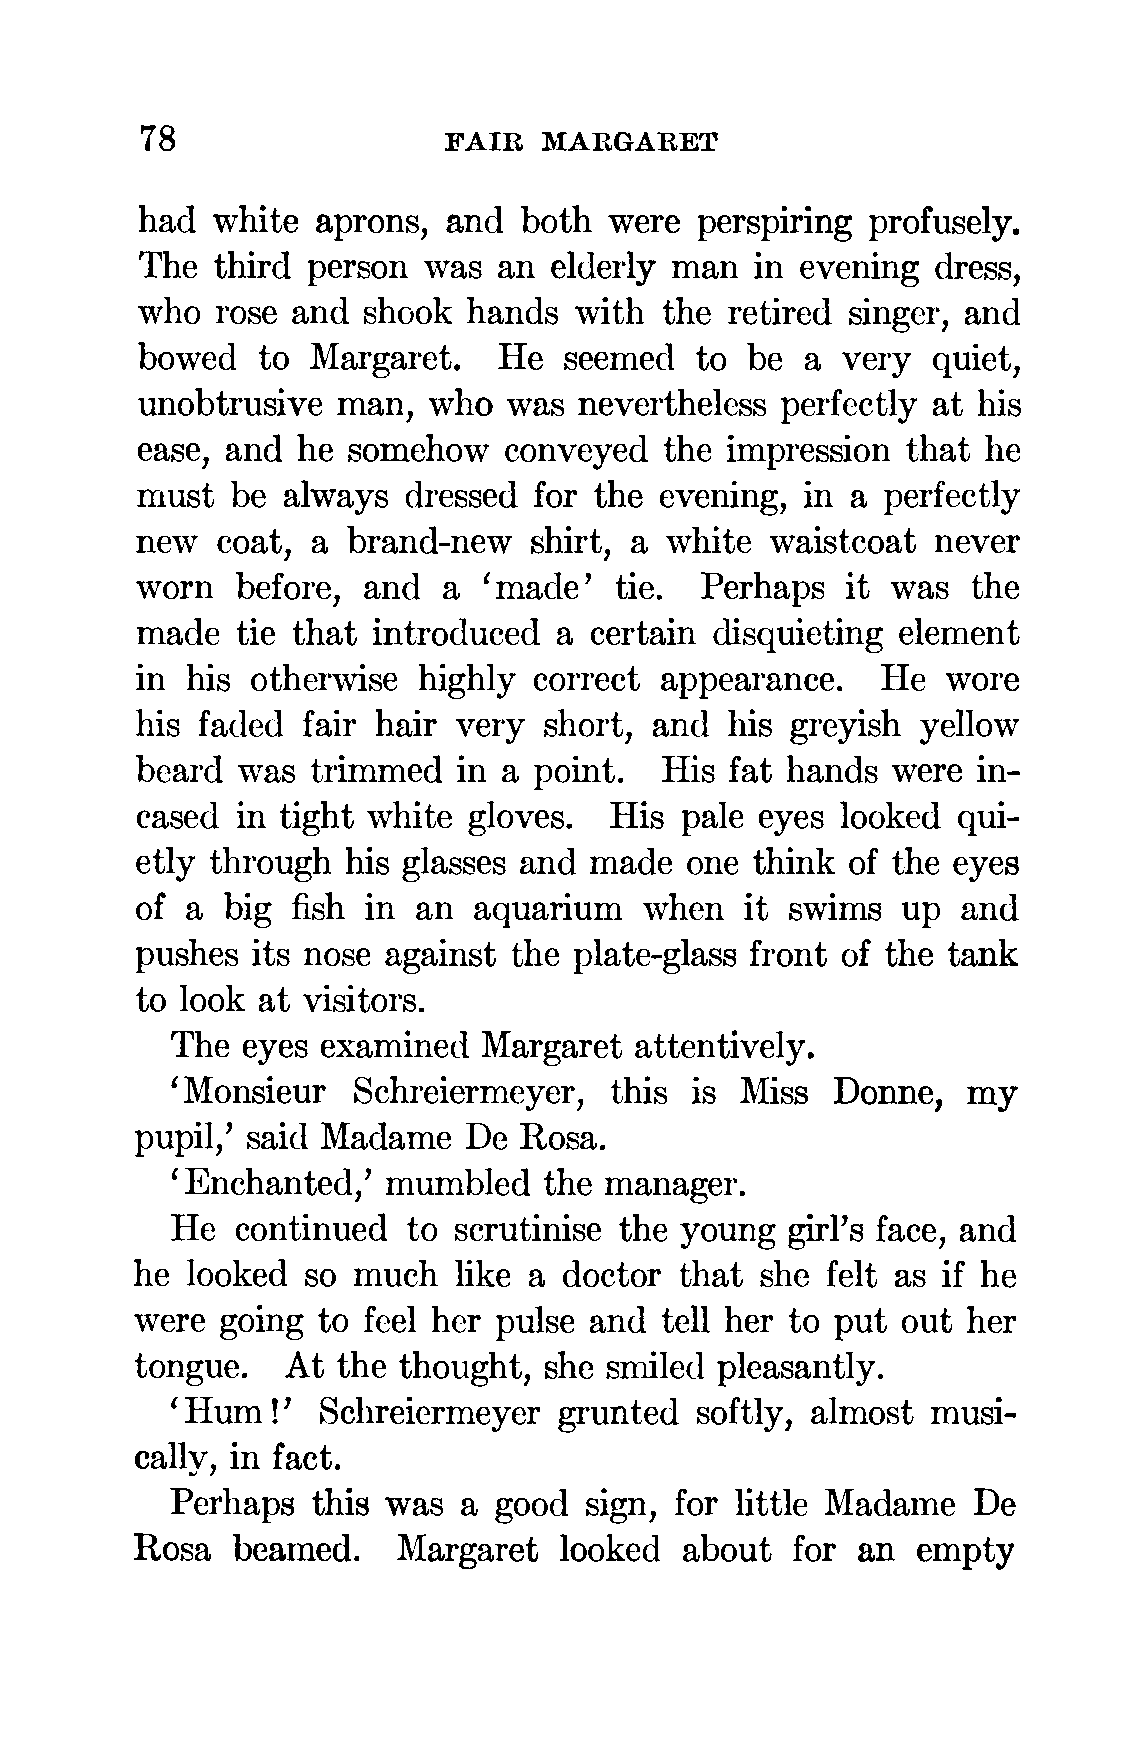 78 FAIR MARGARET
had white aprons, and both were perspiring profusely.
The third person was an elderly man in evening dress,
who rose and shook hands with the retired singer, and
bowed to Margaret. He seemed to be a very quiet,
unobtrusive man, who was nevertheless perfectly at his
ease, and he somehow conveyed the impression that he
must be always dressed for the evening, in a perfectly
new coat, a brand-new shirt, a white waistcoat never
worn before, and a ‘made’ tie. Perhaps it was the
made tie that introduced a certain disquieting element
in his otherwise highly correct appearance. He wore
his faded fair hair very short, and his greyish yellow
beard was trimmed in a point. His fat hands were in-
cased in tight white gloves. His pale eyes looked qui-
etly through his glasses and made one think of the eyes
of a big fish in an aquarium when it swims up and
pushes its nose against the plate-glass front of the tank
to look at visitors.
The eyes examined Margaret attentively.
‘Monsieur Schreiermeyer, this is Miss Donne, my
pupil,’ said Madame De Rosa.
‘Enchanted,’ mumbled the manager.
He continued to scrutinise the young girl’s face, and
he looked so much like a doctor that she felt as if he
were going to feel her pulse and tell her to put out her
tongue. At the thought, she smiled pleasantly.
‘Hum!’ Schreiermeyer grunted softly, almost musi-
cally, in fact.
Perhaps this was a good sign, for little Madame De
Rosa beamed. Margaret looked about for an empty